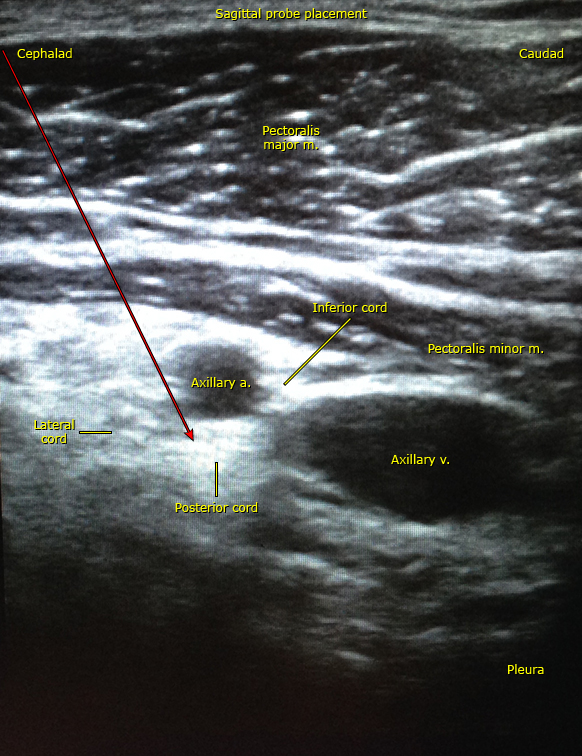 Sagittal probe placement
Cephalad
Caudad
Pectoralis
major m.
Inferior cord
Pectoralis minor m.
Axillary a.
Lateral
cord
Axillary v.
Posterior cord
Pleura